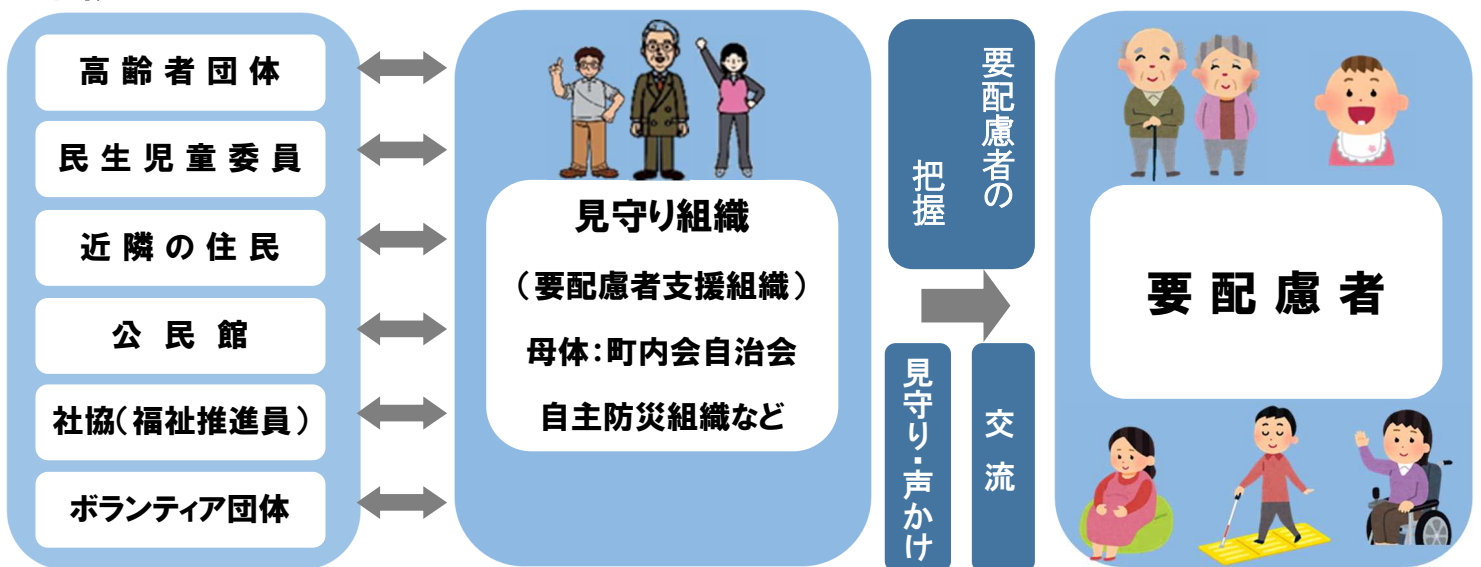 高齢者団体
民生児童委員
近隣の住民
公民館
社協(福祉推進員)
ボランティア団体
見守り組織
(要配慮者支援組織)
母体:町内会自治会
自主防災組織など
要配慮者の
把握
見守り・声かけ
交流
要配慮者